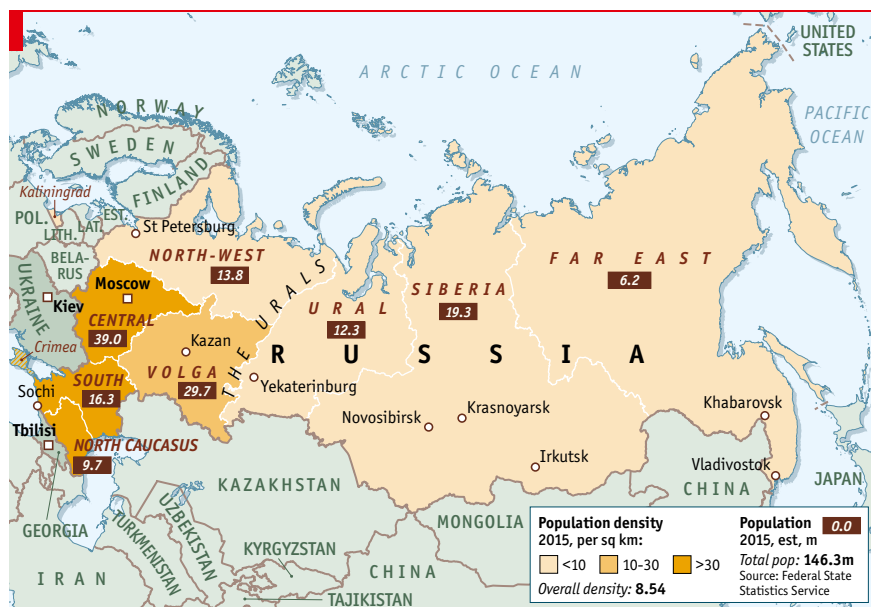 UNITED
STATES
ARCTIC OCEAN
PACIFIC
OCEAN
NORWAY
SWEDEN
FINLAND
Kaliningrad
EST.
POL.
LAT.
LITH.
St Petersburg
BELA-
RUS
NORTH-WEST
13.8
FAR EAST
6.2
UKRAINE
Moscow
Kiev
THE URALS
SIBERIA
19.3
URAL
12.3
CENTRAL
39.0
Kazan
RUSSIA
Crimea
VOLGA
29.7
SOUTH
16.3
Yekaterinburg
Sochi
Novosibirsk
Krasnoyarsk
Khabarovsk
Tbilisi
NORTH CAUCASUS
9.7
Irkutsk
Vladivostok
JAPAN
CHINA
KAZAKHSTAN
GEORGIA
UZBEKISTAN
TURKMENISTAN
MONGOLIA
KYRGYZSTAN
IRAN
CHINA
TAJIKISTAN
Population density
2015, per sq km:
<10 10-30 >30
Overall density: 8.54
Population 0.0
2015, est, m
Total pop: 146.3m
Source: Federal State
Statistics Service